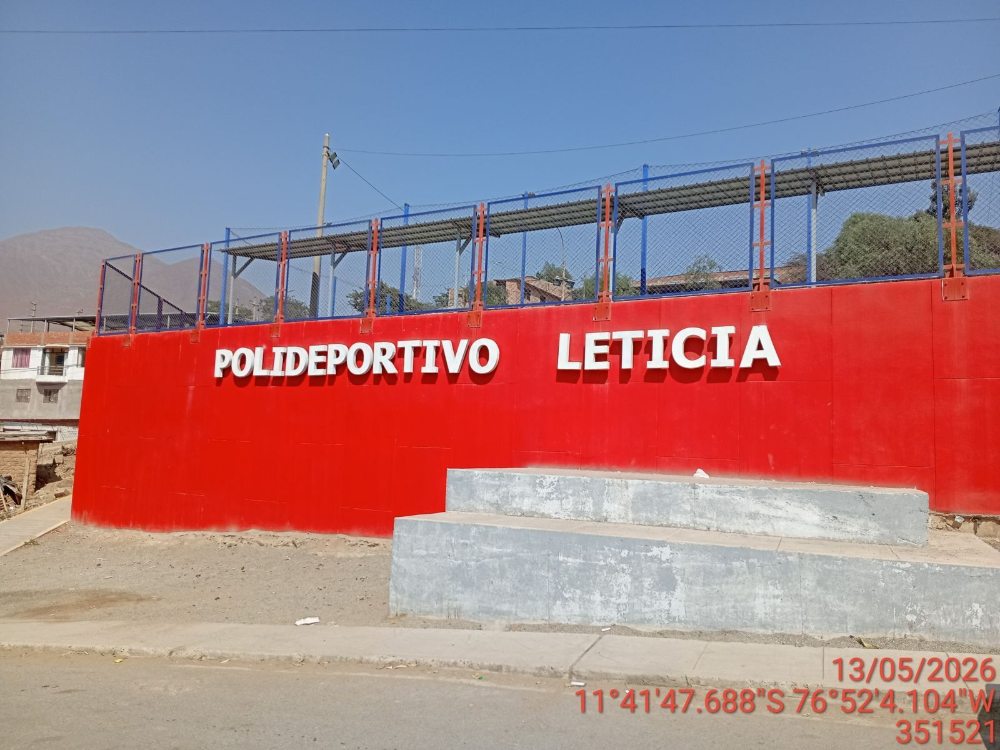 POLIDEPORTIVO LETICIA
13/05/2026
11°41'47.688"S 76°52'4.104"W
351521